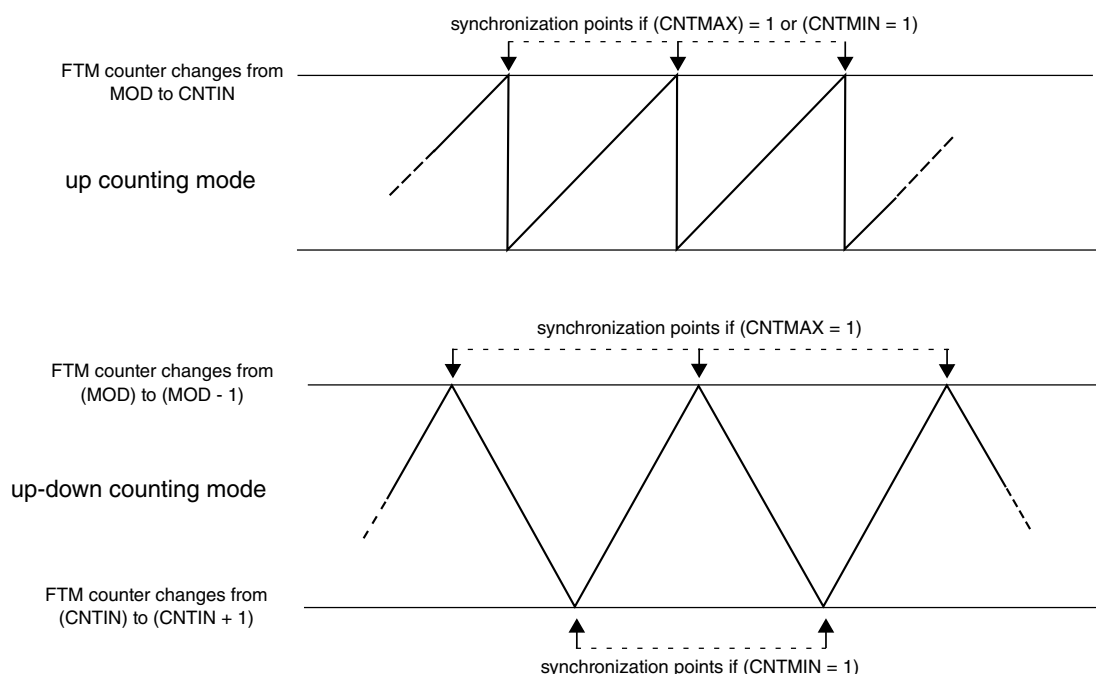 synchronization points if (CNTMAX) = 1 or (CNTMIN = 1)
FTM counter changes from
MOD to CNTIN
up counting mode
synchronization points if (CNTMAX = 1)
FTM counter changes from
(MOD) to (MOD - 1)
up-down counting mode
FTM counter changes from
(CNTIN) to (CNTIN + 1)
synchronization points if (CNTMIN = 1)